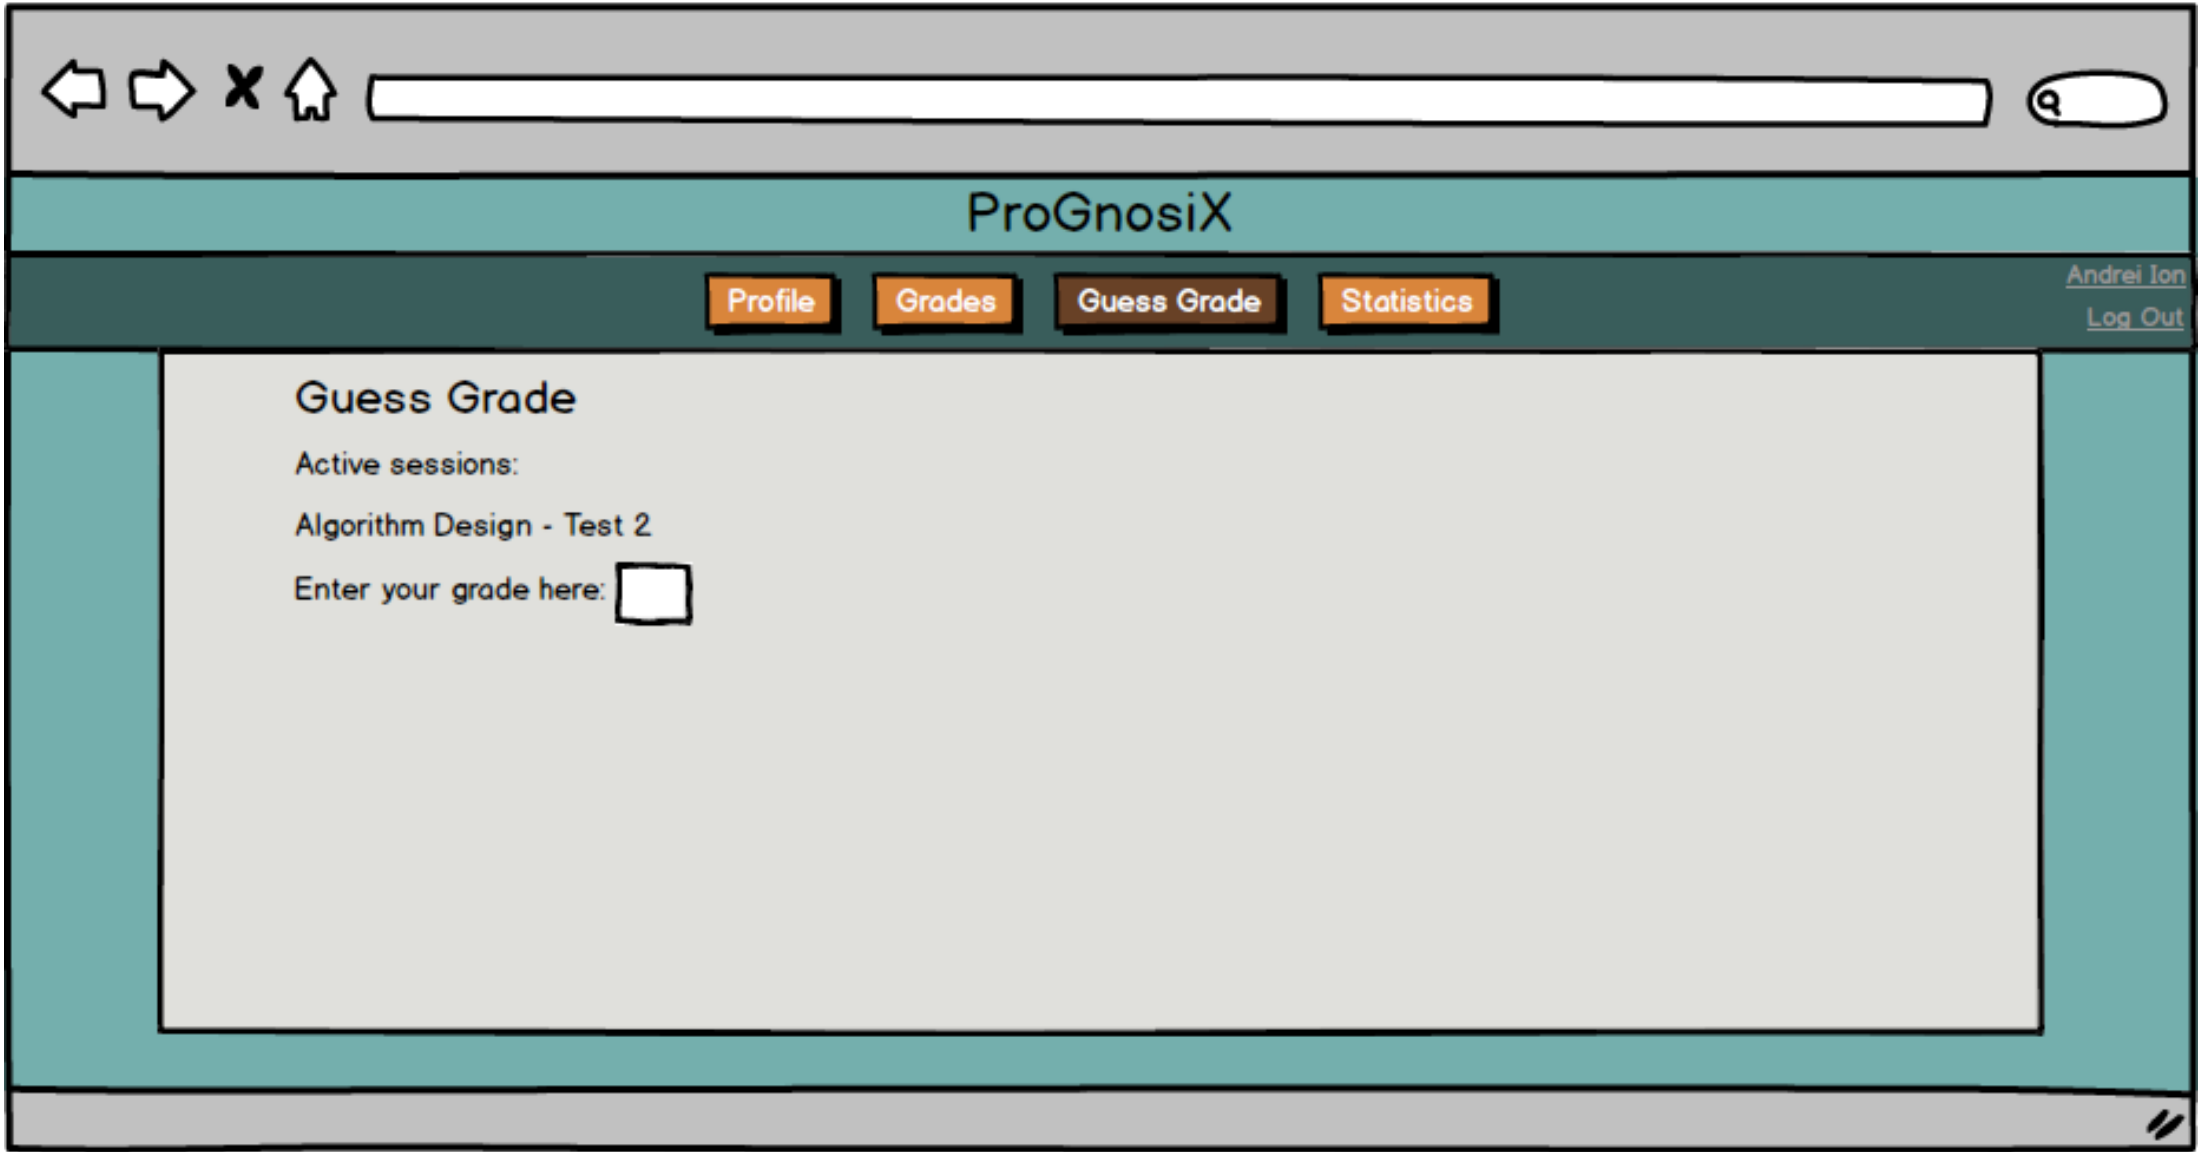 ProGnosiX
Profile Grades Guess Grade Statistics
Andrei Ion
Log Out
Guess Grade
Active sessions:
Algorithm Design - Test 2
Enter your grade here: